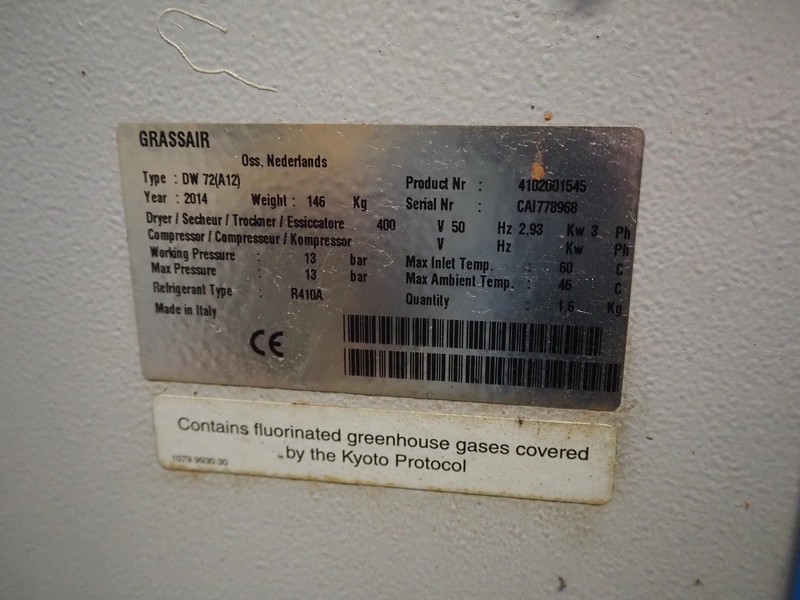 GRASSAIR
Oss, Nederlands
Type : DW 72(A12)
Product Nr : 4102001545
Year : 2014 Weight : 146 Kg
Serial Nr : CAI778968
Dryer / Secheur / Trockner / Essiccatore 400 V 50 Hz 2,93 Kw 3 Ph
Compressor / Compresseur / Kompressor V Hz Kw Ph
Working Pressure : 13 bar
Max Inlet Temp. : 60 C
Max Pressure : 13 bar
Max Ambient Temp. : 46 C
Refrigerant Type : R410A
Quantity : 1,6 Kg
Made in Italy
CE
Contains fluorinated greenhouse gases covered
by the Kyoto Protocol
1079 9930 30